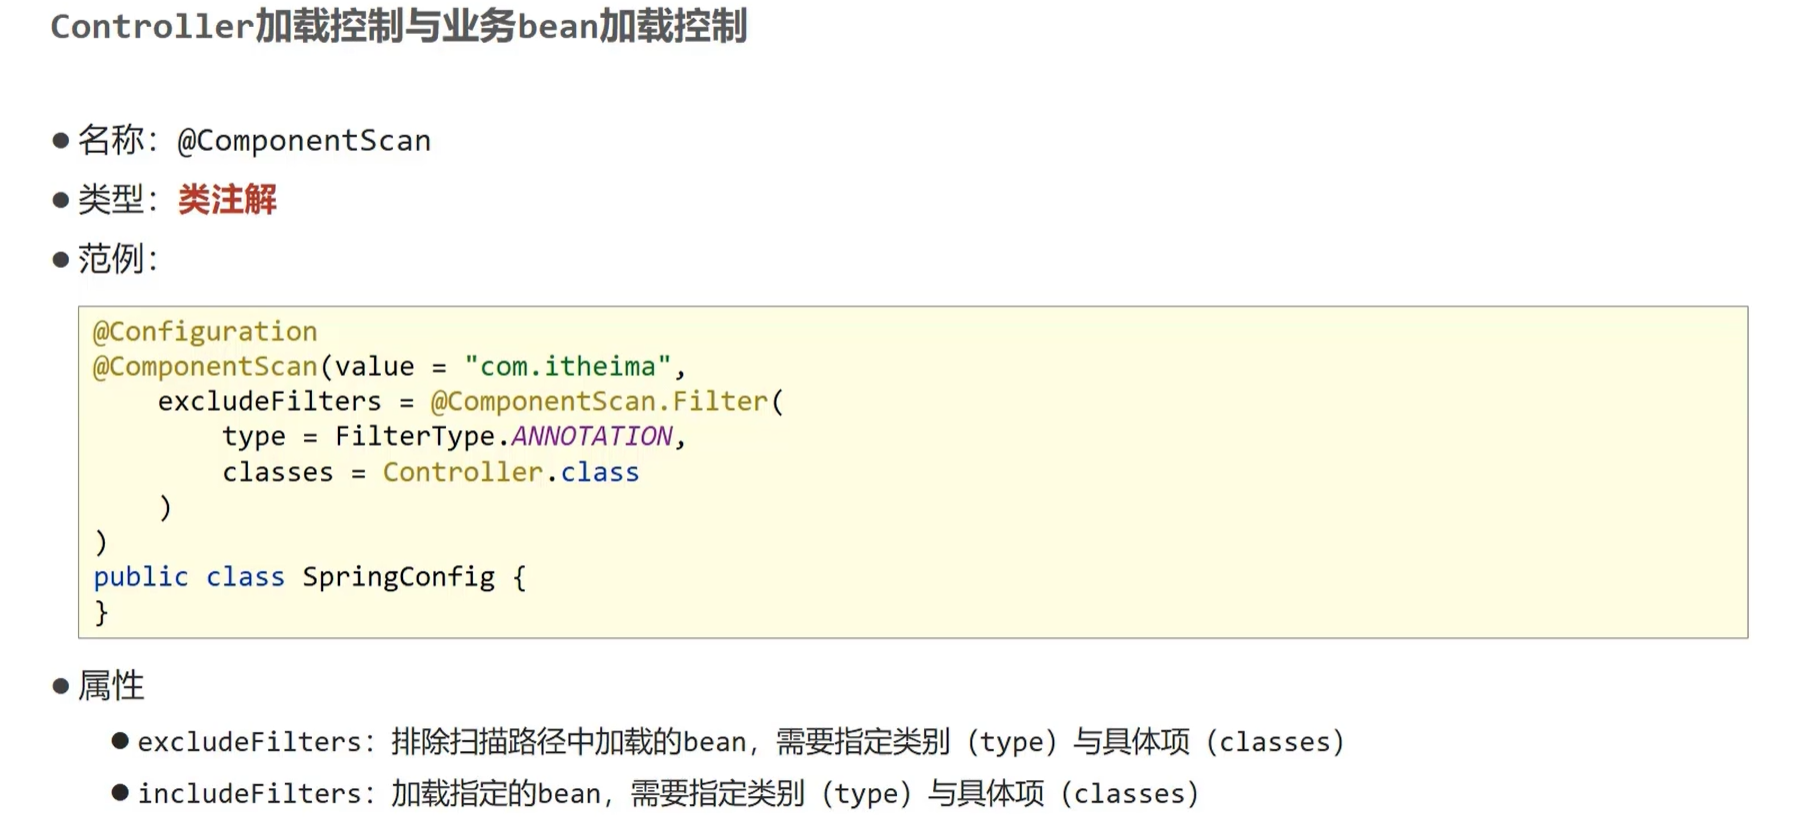 Controller加载控制与业务bean加载控制
● 名称：@ComponentScan
● 类型：类注解
● 范例：
@Configuration
@ComponentScan(value = "com.itheima",
    excludeFilters = @ComponentScan.Filter(
        type = FilterType.ANNOTATION,
        classes = Controller.class
    )
)
public class SpringConfig {
}
● 属性
● excludeFilters：排除扫描路径中加载的bean，需要指定类别（type）与具体项（classes）
● includeFilters：加载指定的bean，需要指定类别（type）与具体项（classes）